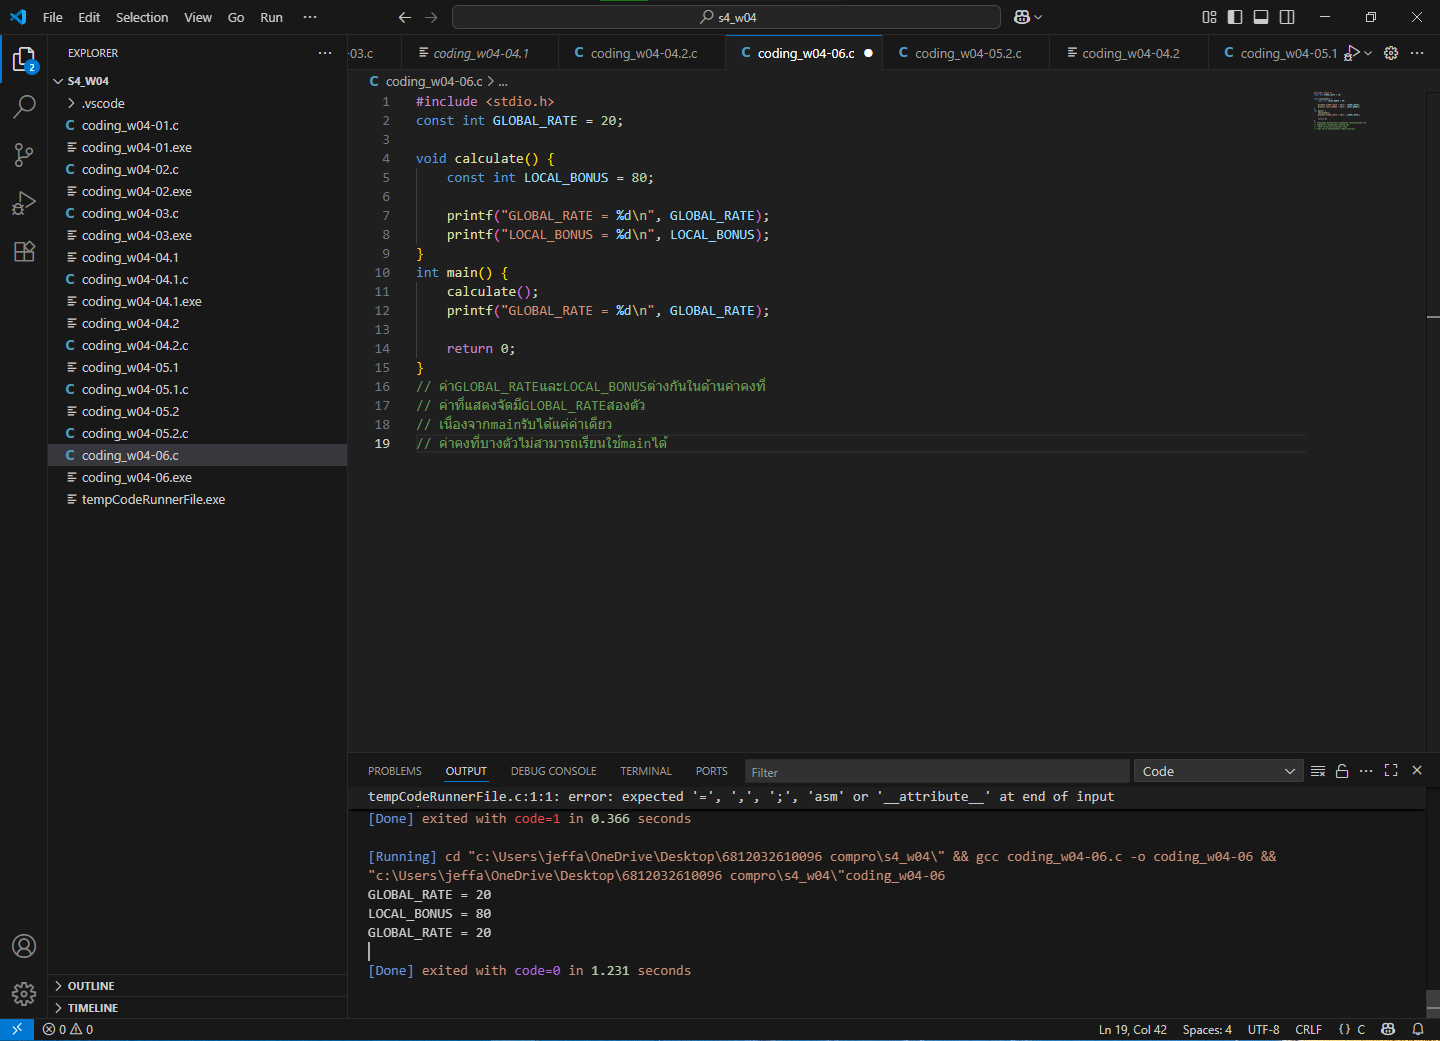 File Edit Selection View Go Run ···
s4_w04
EXPLORER ···
2
S4_W04
.vscode
C coding_w04-01.c
coding_w04-01.exe
C coding_w04-02.c
coding_w04-02.exe
C coding_w04-03.c
coding_w04-03.exe
coding_w04-04.1
C coding_w04-04.1.c
coding_w04-04.1.exe
coding_w04-04.2
C coding_w04-04.2.c
coding_w04-05.1
C coding_w04-05.1.c
coding_w04-05.2
C coding_w04-05.2.c
C coding_w04-06.c
coding_w04-06.exe
tempCodeRunnerFile.exe
OUTLINE
TIMELINE
-03.c coding_w04-04.1 C coding_w04-04.2.c C coding_w04-06.c C coding_w04-05.2.c coding_w04-04.2 C coding_w04-05.1 ···
C coding_w04-06.c > ...
1 #include <stdio.h>
2 const int GLOBAL_RATE = 20;
3
4 void calculate() {
5 const int LOCAL_BONUS = 80;
6
7 printf("GLOBAL_RATE = %d\n", GLOBAL_RATE);
8 printf("LOCAL_BONUS = %d\n", LOCAL_BONUS);
9 }
10 int main() {
11 calculate();
12 printf("GLOBAL_RATE = %d\n", GLOBAL_RATE);
13
14 return 0;
15 }
16 // ค่าGLOBAL_RATEและLOCAL_BONUSต่างกันในด้านค่าคงที่
17 // ค่าที่แสดงจัดมีGLOBAL_RATEสองตัว
18 // เนื่องจากmainรับได้แค่ค่าเดียว
19 // ค่าคงที่บางตัวไม่สามารถเรียนใช้mainได้
PROBLEMS OUTPUT DEBUG CONSOLE TERMINAL PORTS Filter Code ···
tempCodeRunnerFile.c:1:1: error: expected '=', ',', ';', 'asm' or '__attribute__' at end of input
[Done] exited with code=1 in 0.366 seconds
[Running] cd "c:\Users\jeffa\OneDrive\Desktop\6812032610096 compro\s4_w04\" && gcc coding_w04-06.c -o coding_w04-06 &&
"c:\Users\jeffa\OneDrive\Desktop\6812032610096 compro\s4_w04\"coding_w04-06
GLOBAL_RATE = 20
LOCAL_BONUS = 80
GLOBAL_RATE = 20
[Done] exited with code=0 in 1.231 seconds
0 0 Ln 19, Col 42 Spaces: 4 UTF-8 CRLF {} C